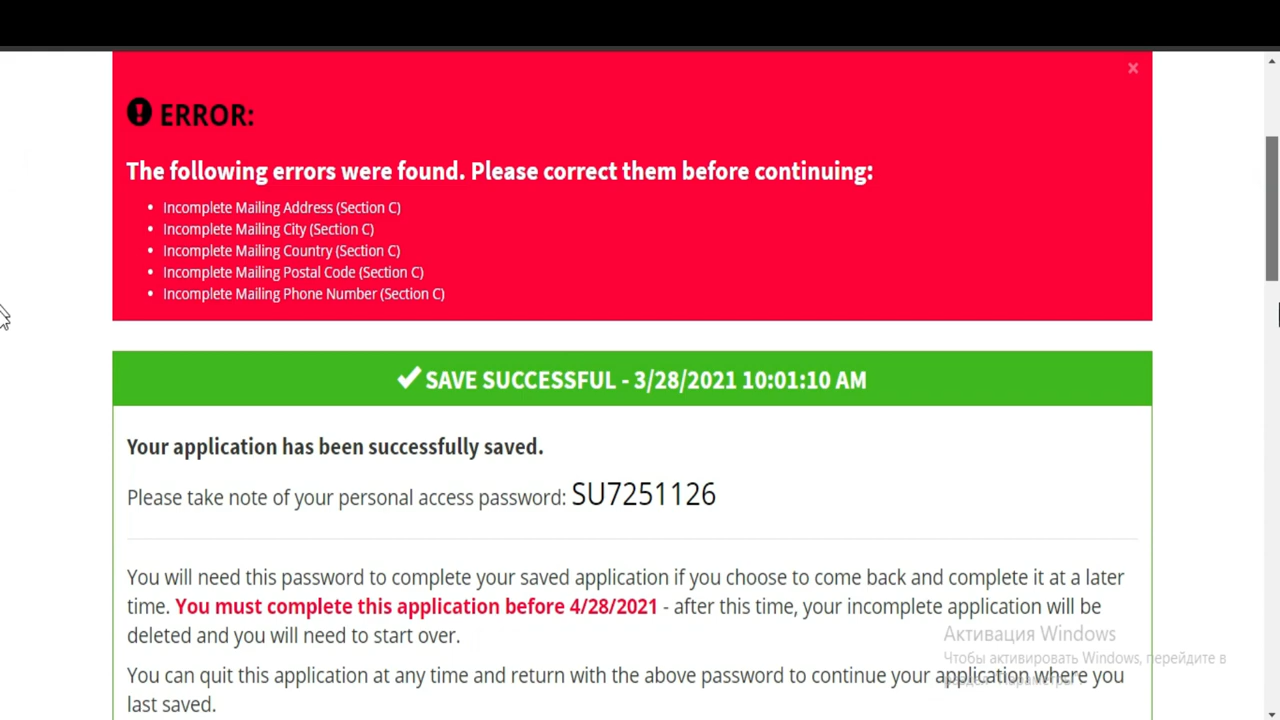 ×
ERROR:
The following errors were found. Please correct them before continuing:
• Incomplete Mailing Address (Section C)
• Incomplete Mailing City (Section C)
• Incomplete Mailing Country (Section C)
• Incomplete Mailing Postal Code (Section C)
• Incomplete Mailing Phone Number (Section C)
SAVE SUCCESSFUL - 3/28/2021 10:01:10 AM
Your application has been successfully saved.
Please take note of your personal access password: SU7251126
You will need this password to complete your saved application if you choose to come back and complete it at a later
time. You must complete this application before 4/28/2021 - after this time, your incomplete application will be
deleted and you will need to start over.
Активация Windows
Чтобы активировать Windows, перейдите в
You can quit this application at any time and return with the above password to continue your application where you
раздел "Параметры".
last saved.